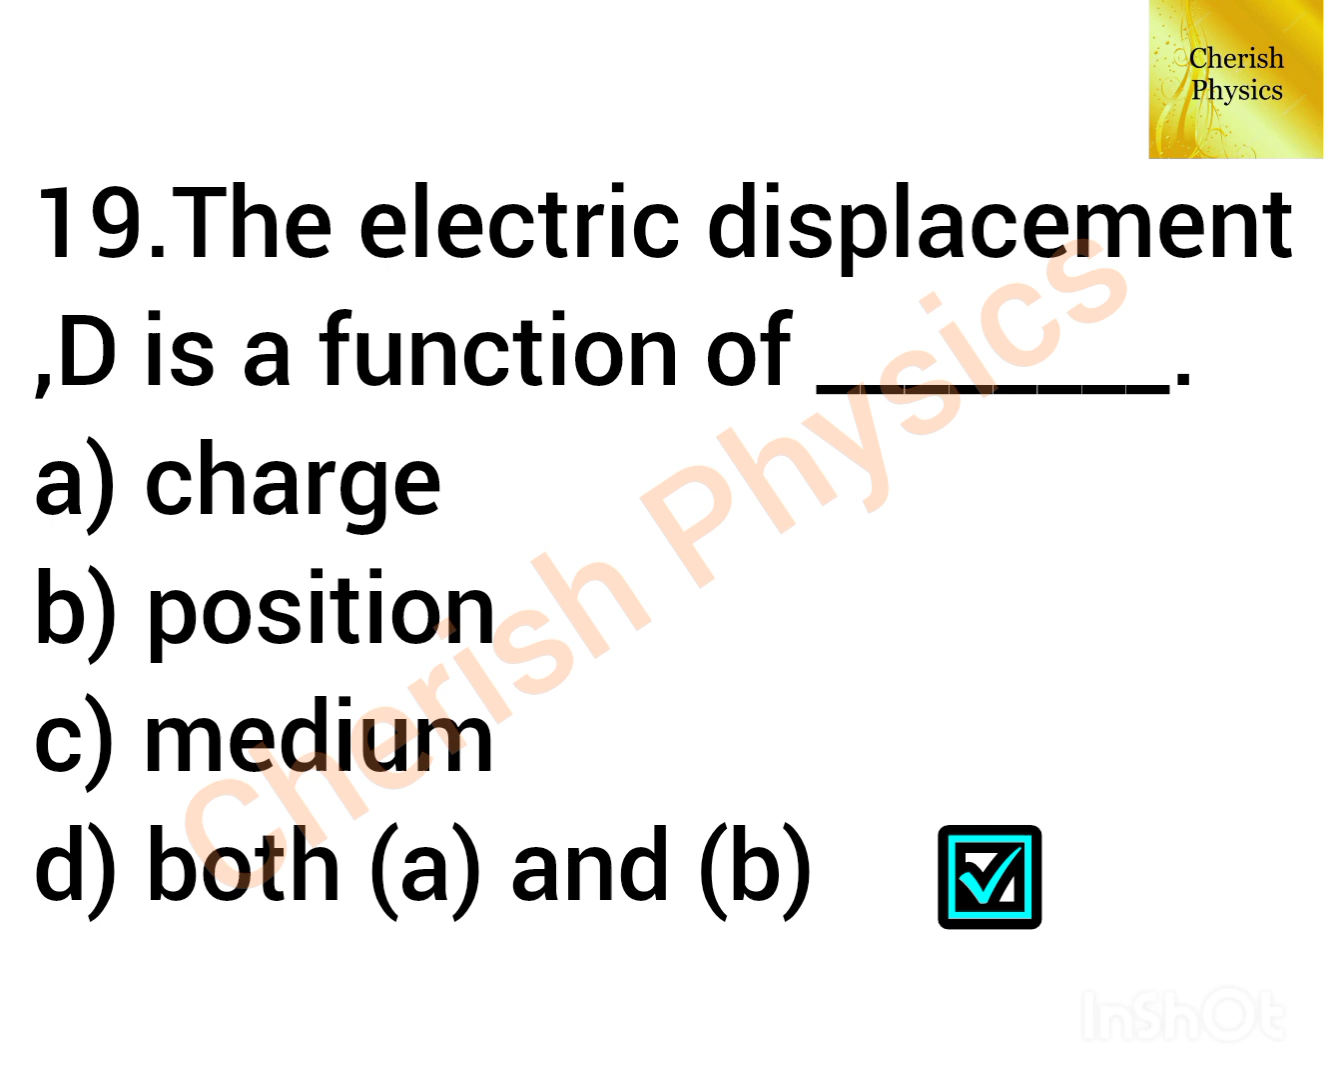 Cherish
Physics
19.The electric displacement
,D is a function of ________.
a) charge
b) position
c) medium
d) both (a) and (b)
Cherish Physics
InShOt